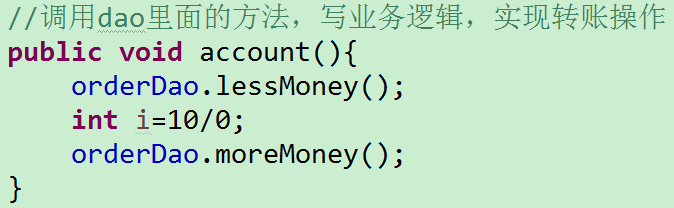 //调用dao里面的方法，写业务逻辑，实现转账操作
public void account(){
    orderDao.lessMoney();
    int i=10/0;
    orderDao.moreMoney();
}